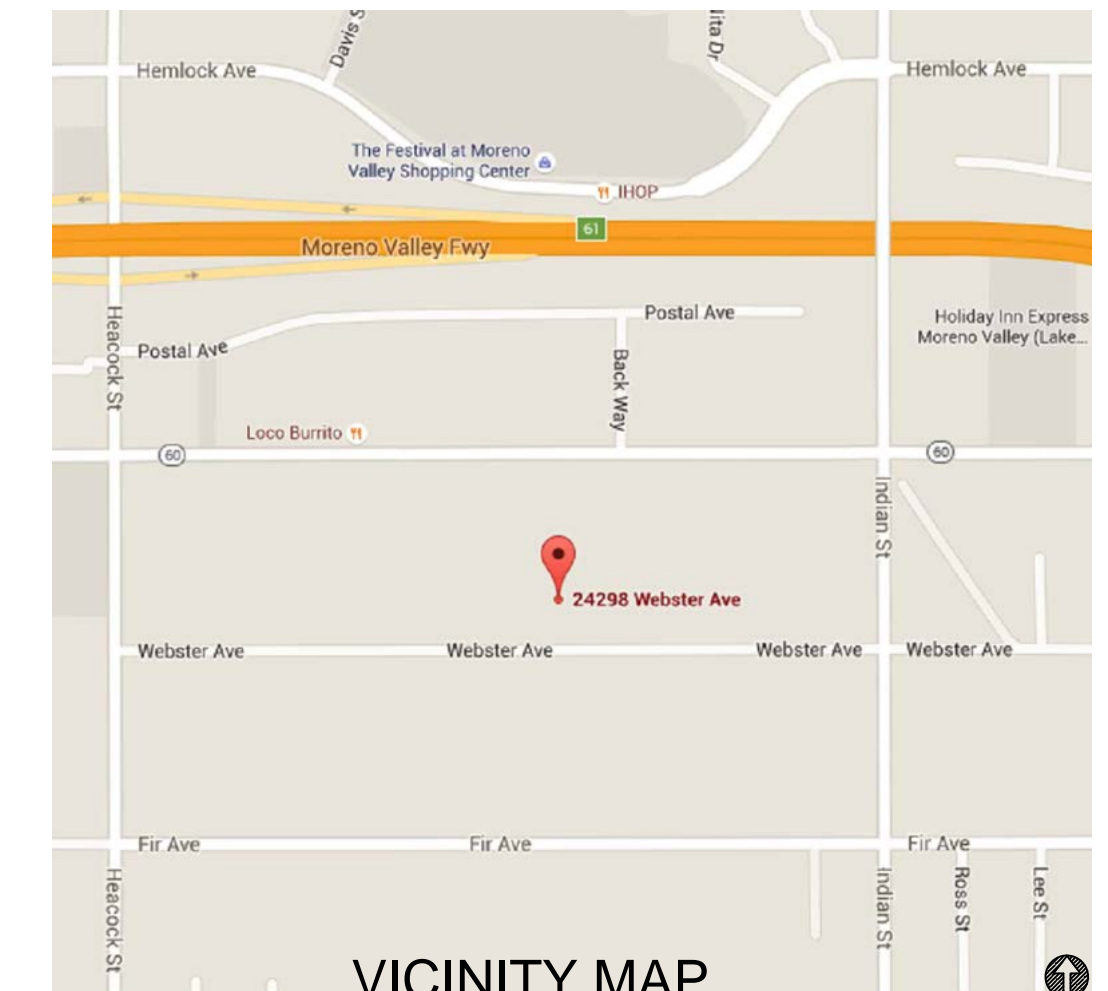 Davis S
Nita Dr
Hemlock Ave
Hemlock Ave
The Festival at Moreno
Valley Shopping Center
IHOP
61
Moreno Valley Fwy
Heacock St
Postal Ave
Postal Ave
Back Way
Holiday Inn Express
Moreno Valley (Lake...
Loco Burrito
60
60
Indian St
24298 Webster Ave
Webster Ave
Webster Ave
Webster Ave
Webster Ave
Fir Ave
Fir Ave
Fir Ave
Heacock St
Indian St
Ross St
Lee St
VICINITY MAP